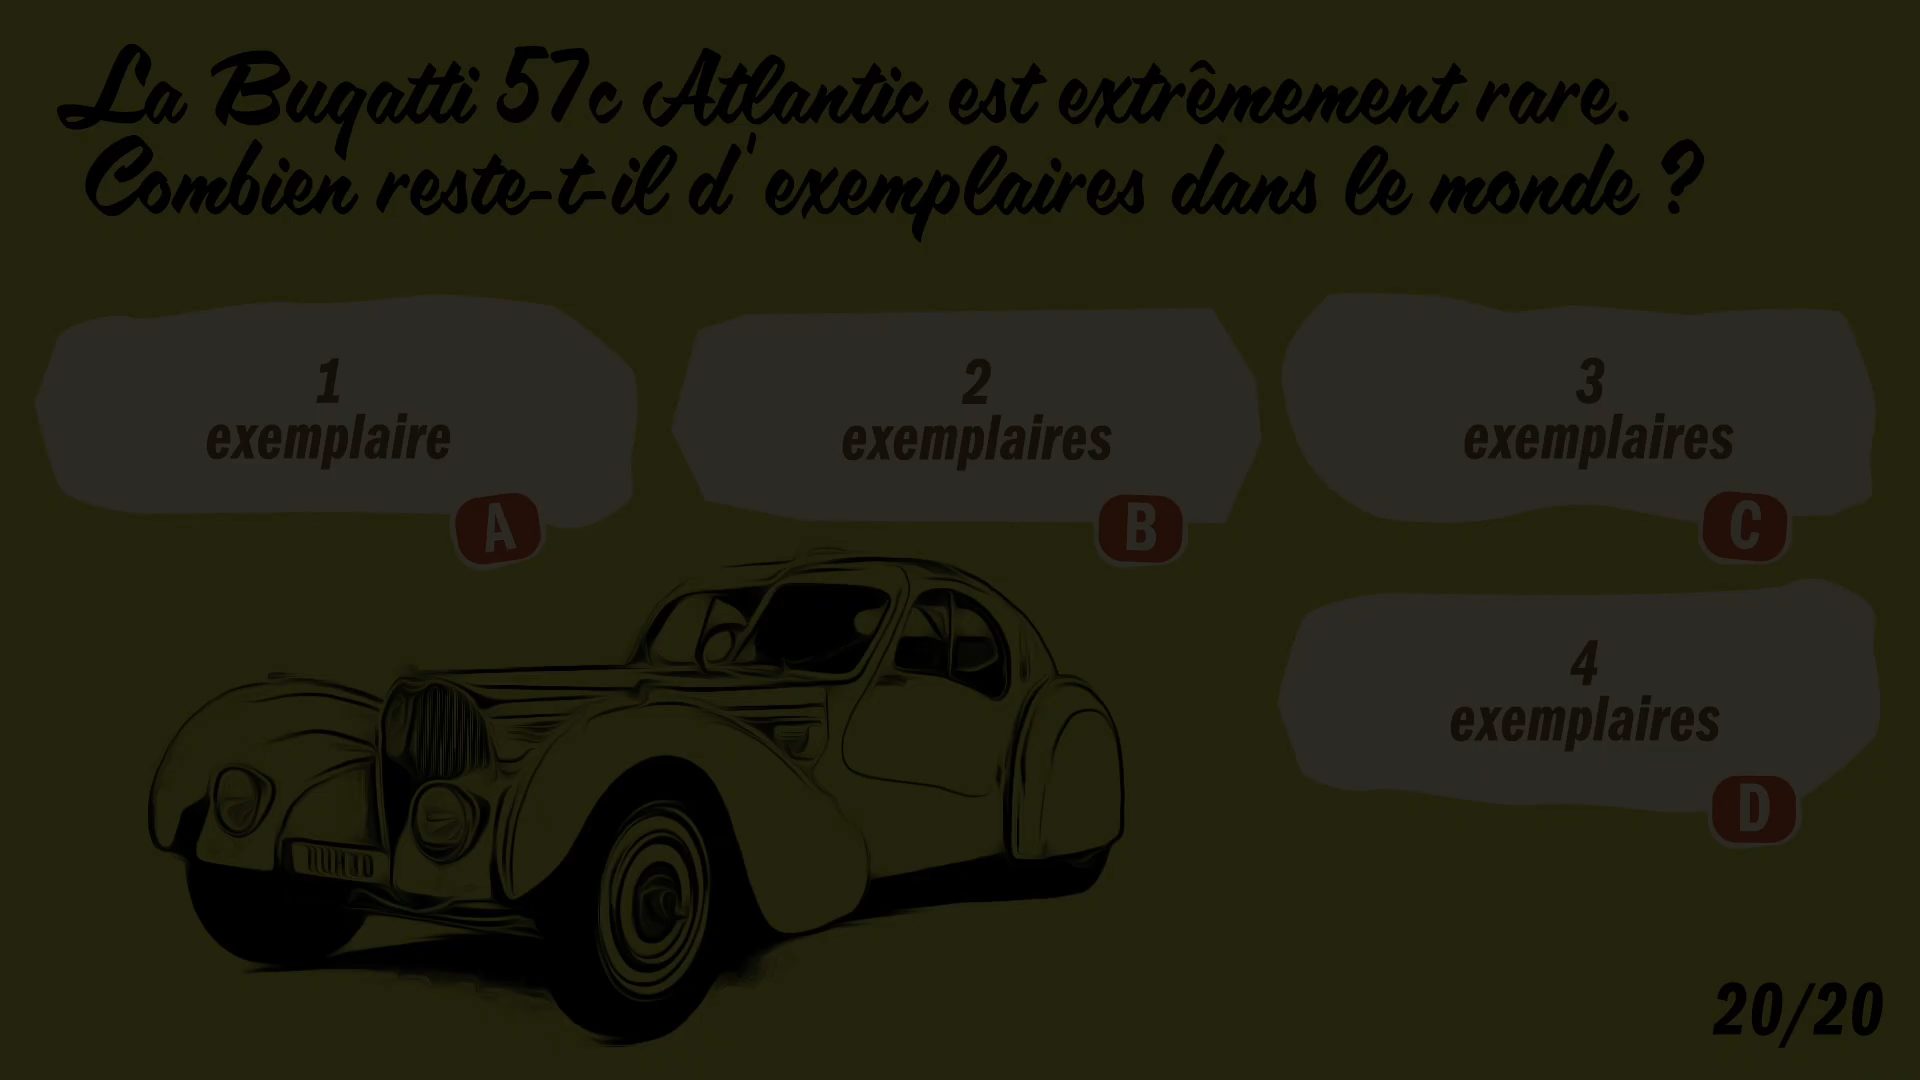 La Bugatti 57c Atlantic est extrêmement rare.
Combien reste-t-il d'exemplaires dans le monde ?
1
exemplaire
A
2
exemplaires
B
3
exemplaires
C
4
exemplaires
D
20/20